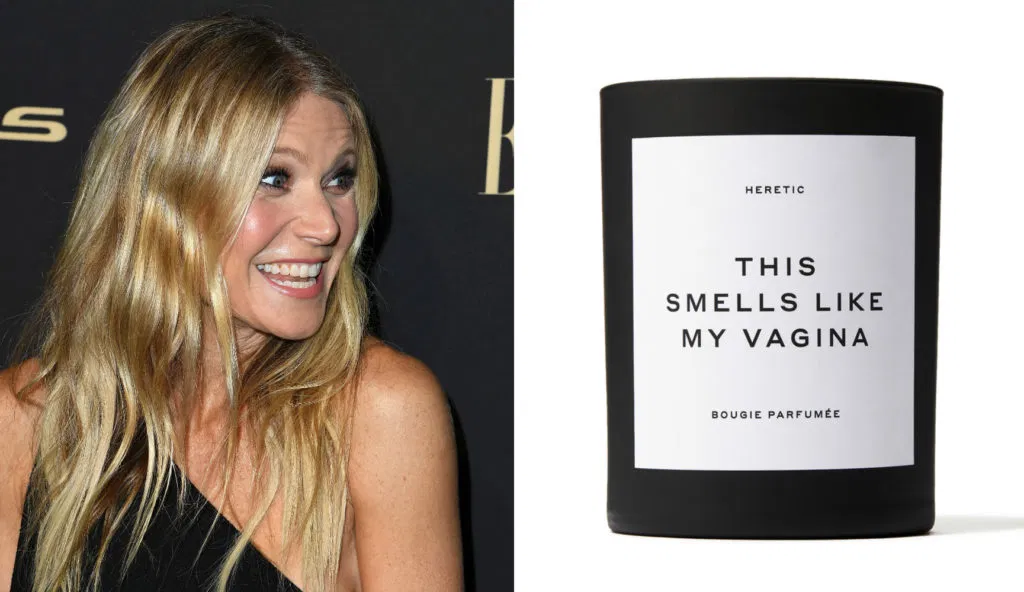 S
HERETIC
THIS
SMELLS LIKE
MY VAGINA
BOUGIE PARFUMÉE